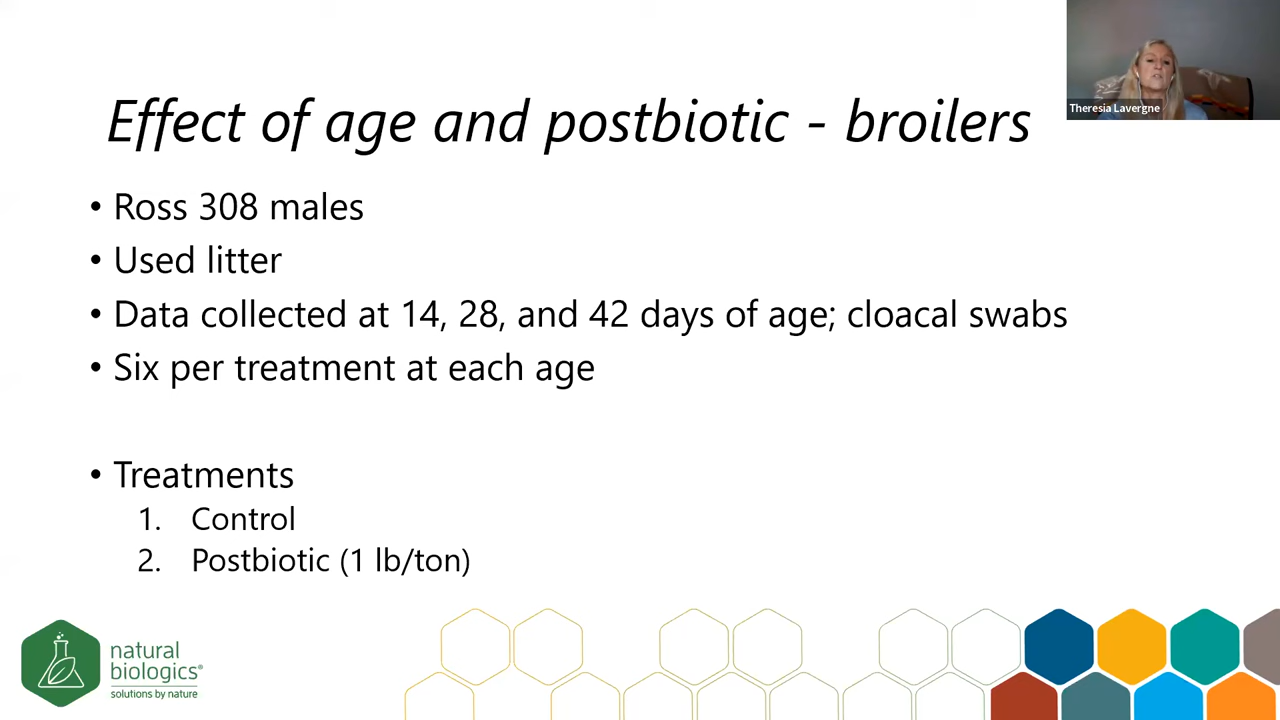 Theresia Lavergne
Effect of age and postbiotic - broilers
• Ross 308 males
• Used litter
• Data collected at 14, 28, and 42 days of age; cloacal swabs
• Six per treatment at each age
• Treatments
1. Control
2. Postbiotic (1 lb/ton)
natural
biologics®
solutions by nature